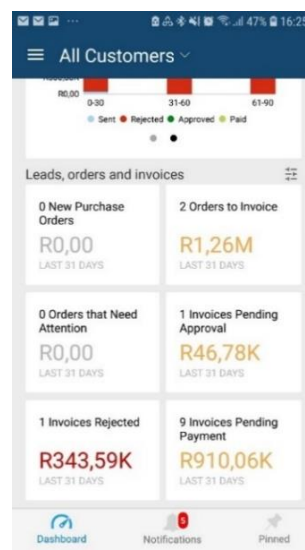 47% 16:25
All Customers
R0,00
0-30 31-60 61-90
Sent Rejected Approved Paid
Leads, orders and invoices
0 New Purchase
Orders
R0,00
LAST 31 DAYS
2 Orders to Invoice
R1,26M
LAST 31 DAYS
0 Orders that Need
Attention
R0,00
LAST 31 DAYS
1 Invoices Pending
Approval
R46,78K
LAST 31 DAYS
1 Invoices Rejected
R343,59K
LAST 31 DAYS
9 Invoices Pending
Payment
R910,06K
LAST 31 DAYS
5
Dashboard Notifications Pinned